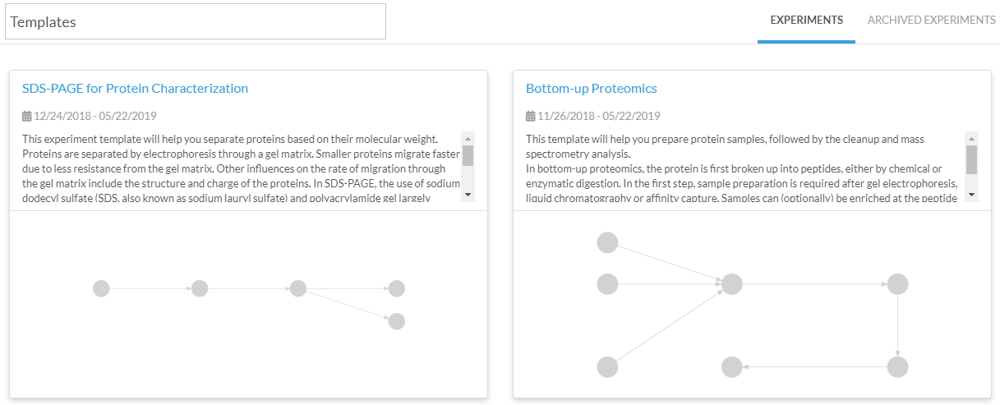 Templates
EXPERIMENTS
ARCHIVED EXPERIMENTS
SDS-PAGE for Protein Characterization
12/24/2018 - 05/22/2019
This experiment template will help you separate proteins based on their molecular weight.
Proteins are separated by electrophoresis through a gel matrix. Smaller proteins migrate faster
due to less resistance from the gel matrix. Other influences on the rate of migration through
the gel matrix include the structure and charge of the proteins. In SDS-PAGE, the use of sodium
dodecyl sulfate (SDS, also known as sodium lauryl sulfate) and polyacrylamide gel largely
Bottom-up Proteomics
11/26/2018 - 05/22/2019
This template will help you prepare protein samples, followed by the cleanup and mass
spectrometry analysis.
In bottom-up proteomics, the protein is first broken up into peptides, either by chemical or
enzymatic digestion. In the first step, sample preparation is required after gel electrophoresis,
liquid chromatography or affinity capture. Samples can (optionally) be enriched at the peptide